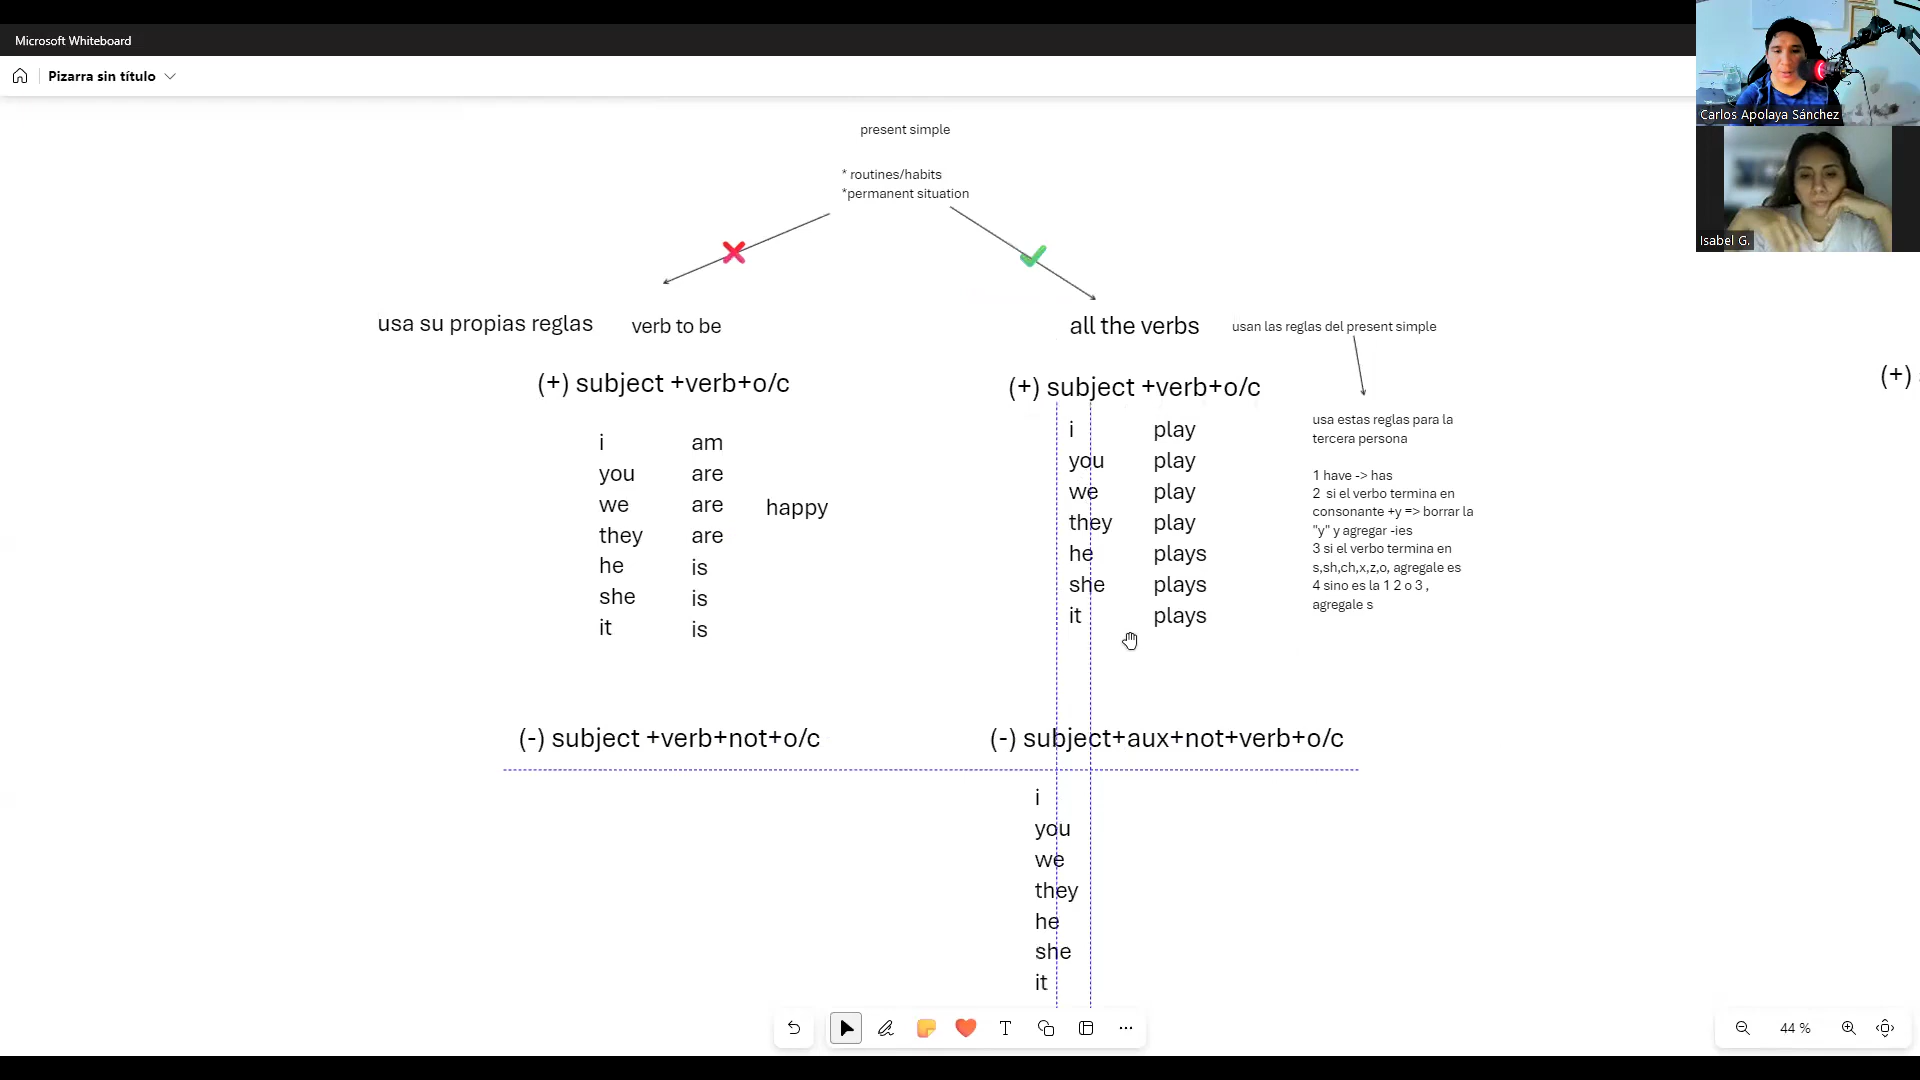 Microsoft Whiteboard
Pizarra sin título
Carlos Apolaya Sánchez
Isabel G.
present simple
* routines/habits
*permanent situation
usa su propias reglas
verb to be
all the verbs
usan las reglas del present simple
(+) subject +verb+o/c
(+) subject +verb+o/c
(+)
i am
you are
we are
they are
he is
she is
it is
happy
i play
you play
we play
they play
he plays
she plays
it plays
usa estas reglas para la
tercera persona
1 have -> has
2 si el verbo termina en
consonante +y => borrar la
"y" y agregar -ies
3 si el verbo termina en
s,sh,ch,x,z,o, agregale es
4 sino es la 1 2 o 3 ,
agregale s
(-) subject +verb+not+o/c
(-) subject+aux+not+verb+o/c
i
you
we
they
he
she
it
44 %